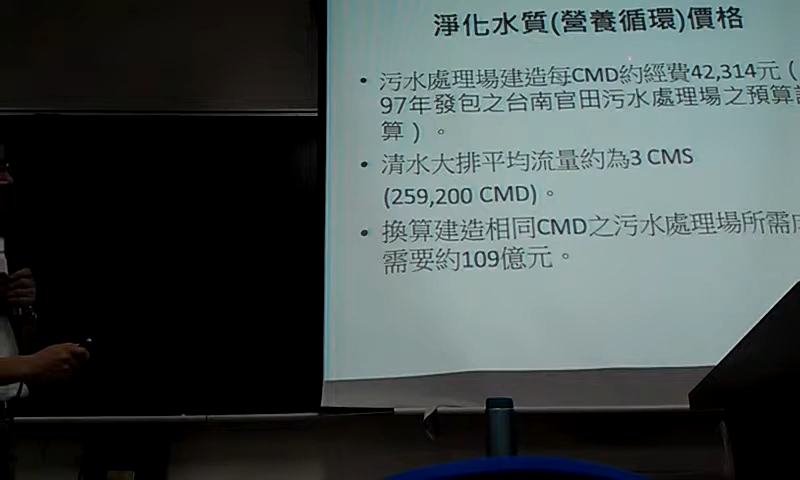 淨化水質(營養循環)價格
• 污水處理場建造每CMD約經費42,314元（
97年發包之台南官田污水處理場之預算
算）。
• 清水大排平均流量約為3 CMS
(259,200 CMD)。
• 換算建造相同CMD之污水處理場所需
需要約109億元。